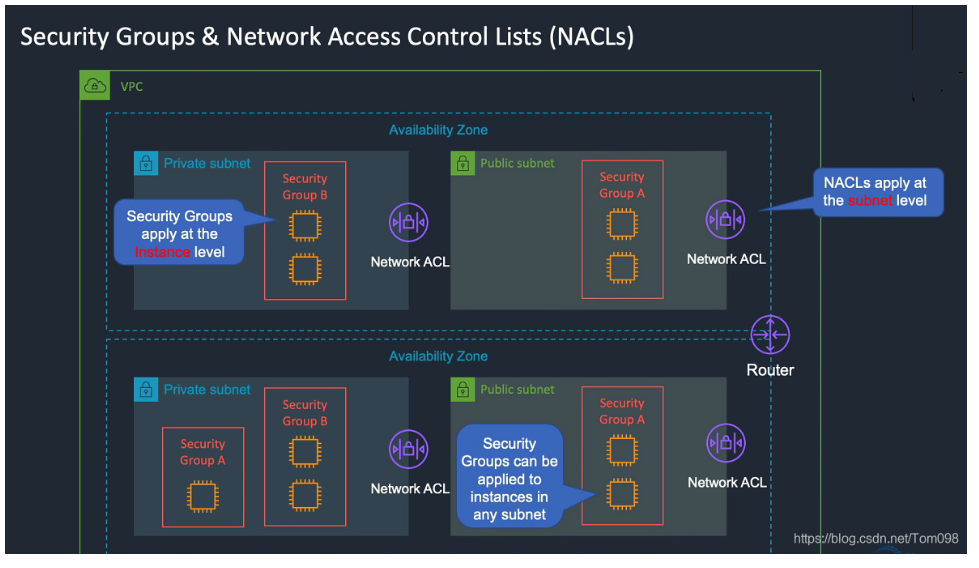 Security Groups & Network Access Control Lists (NACLs)
VPC
Availability Zone
Private subnet
Security
Group B
Security Groups
apply at the
Instance level
Network ACL
Public subnet
Security
Group A
Network ACL
NACLs apply at
the subnet level
Router
Availability Zone
Private subnet
Security
Group A
Security
Group B
Network ACL
Public subnet
Security
Group A
Security
Groups can be
applied to
instances in
any subnet
Network ACL
https://blog.csdn.net/Tom098